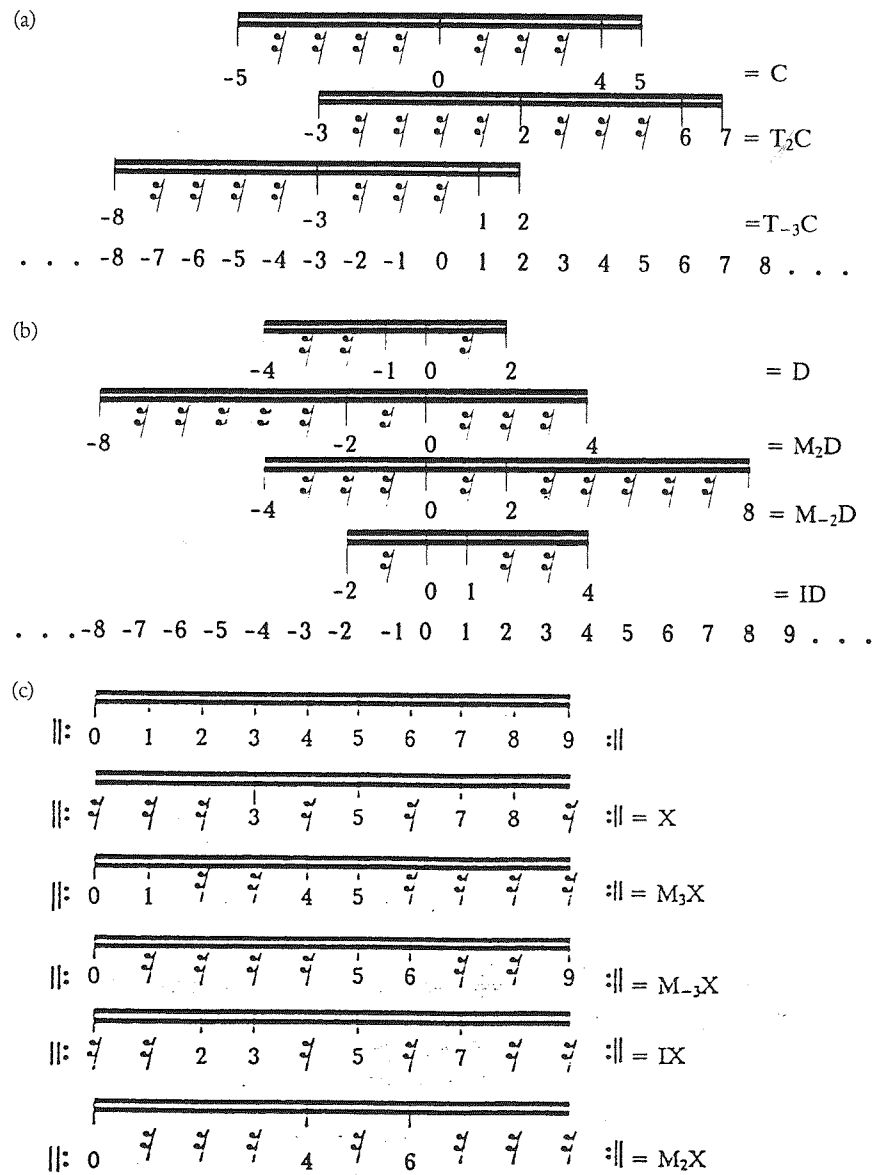 (a)
-5 0 4 5 = C
-3 2 6 7 = T₂C
-8 -3 1 2 =T₋₃C
. . . -8 -7 -6 -5 -4 -3 -2 -1 0 1 2 3 4 5 6 7 8 . . .
(b)
-4 -1 0 2 = D
-8 -2 0 4 = M₂D
-4 0 2 8 = M₋₂D
-2 0 1 4 = ID
. . . -8 -7 -6 -5 -4 -3 -2 -1 0 1 2 3 4 5 6 7 8 9 . . .
(c)
0 1 2 3 4 5 6 7 8 9
3 5 7 8 = X
0 1 4 5 = M₃X
0 5 6 9 = M₋₃X
2 3 5 7 = IX
0 4 6 = M₂X